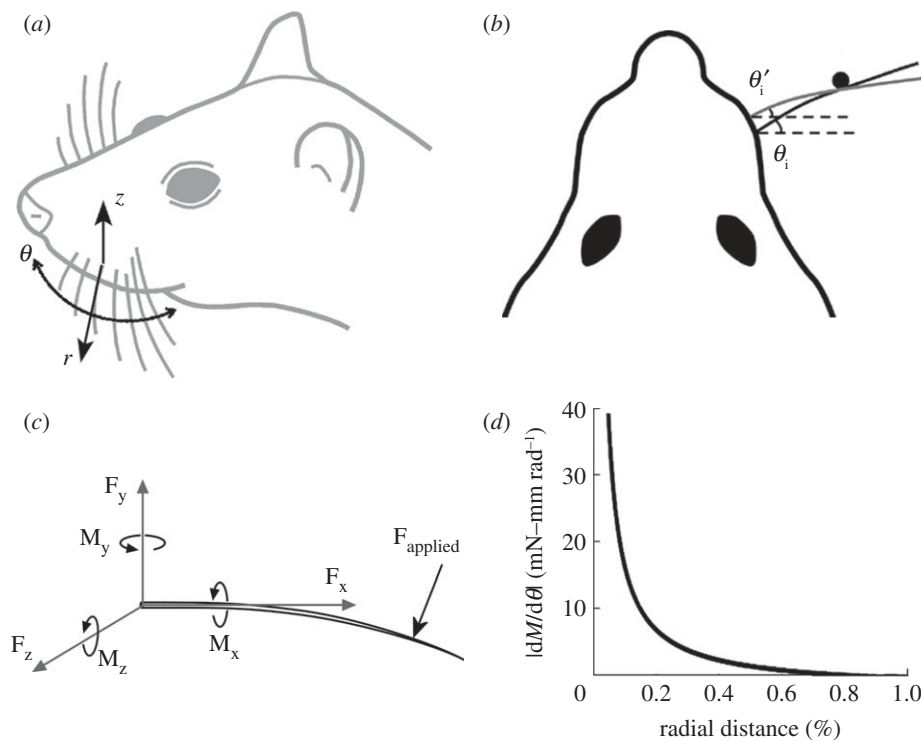 (a)
z
θ
r
(b)
θ′i
θi
(c)
Fy
My
Fapplied
Fx
Fz
Mz
Mx
(d)
|dM/dθ| (mN–mm rad⁻¹)
40
30
20
10
0
0.2
0.4
0.6
0.8
1.0
radial distance (%)